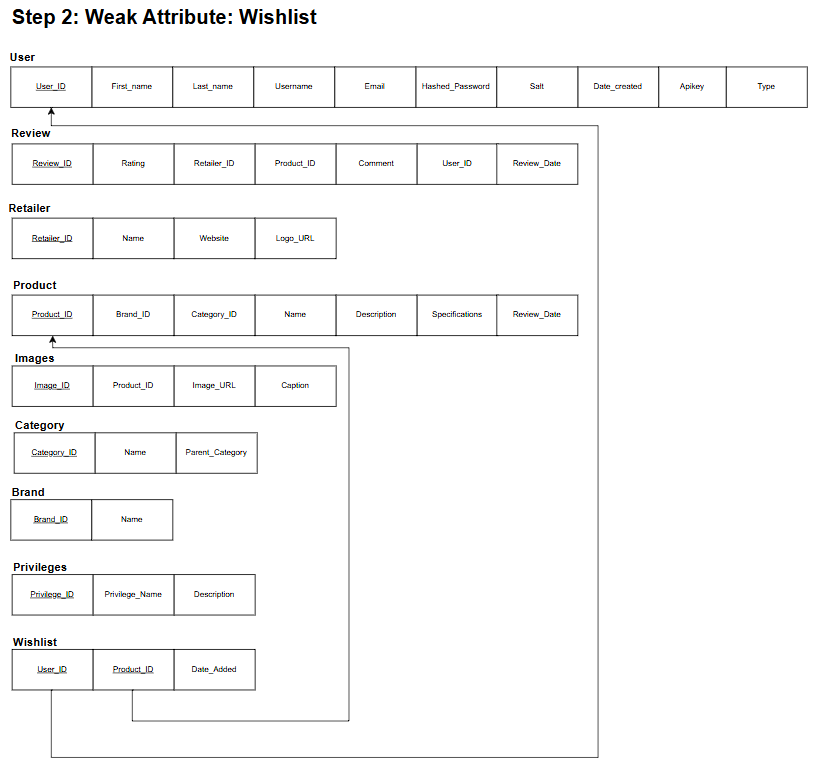 Step 2: Weak Attribute: Wishlist
User
User_ID First_name Last_name Username Email Hashed_Password Salt Date_created Apikey Type
Review
Review_ID Rating Retailer_ID Product_ID Comment User_ID Review_Date
Retailer
Retailer_ID Name Website Logo_URL
Product
Product_ID Brand_ID Category_ID Name Description Specifications Review_Date
Images
Image_ID Product_ID Image_URL Caption
Category
Category_ID Name Parent_Category
Brand
Brand_ID Name
Privileges
Privilege_ID Privilege_Name Description
Wishlist
User_ID Product_ID Date_Added